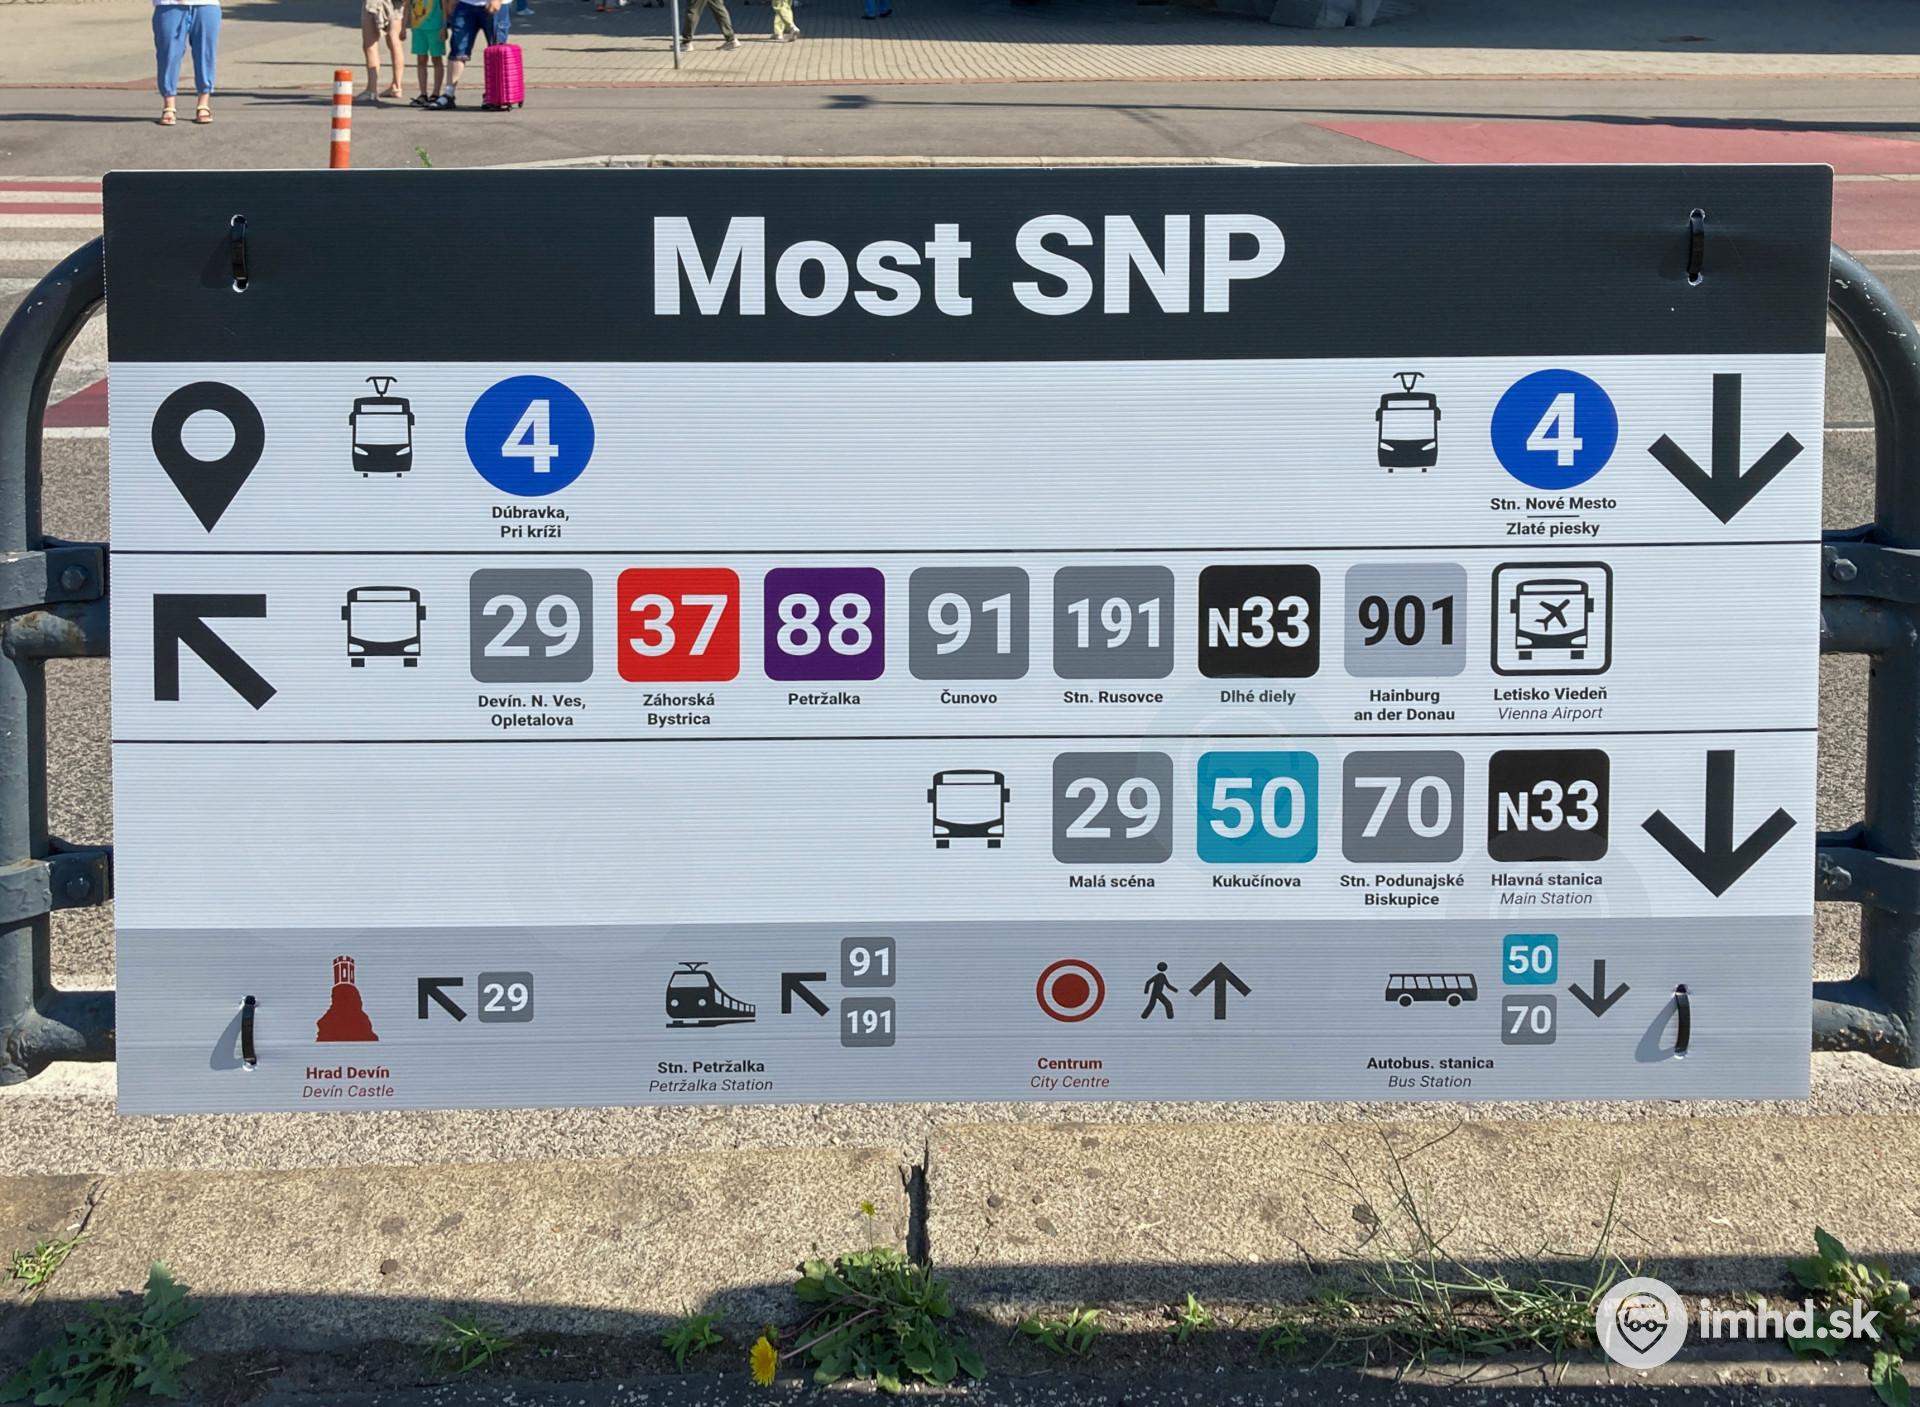 Most SNP
4
4
Dúbravka,
Pri kríži
Stn. Nové Mesto
Zlaté piesky
29 37 88 91 191 N33 901
Devín. N. Ves,
Opletalova
Záhorská
Bystrica
Petržalka
Čunovo
Stn. Rusovce
Dlhé diely
Hainburg
an der Donau
Letisko Viedeň
Vienna Airport
29 50 70 N33
Malá scéna
Kukučínova
Stn. Podunajské
Biskupice
Hlavná stanica
Main Station
29
Hrad Devín
Devín Castle
91
191
Stn. Petržalka
Petržalka Station
Centrum
City Centre
50
70
Autobus. stanica
Bus Station
imhd.sk